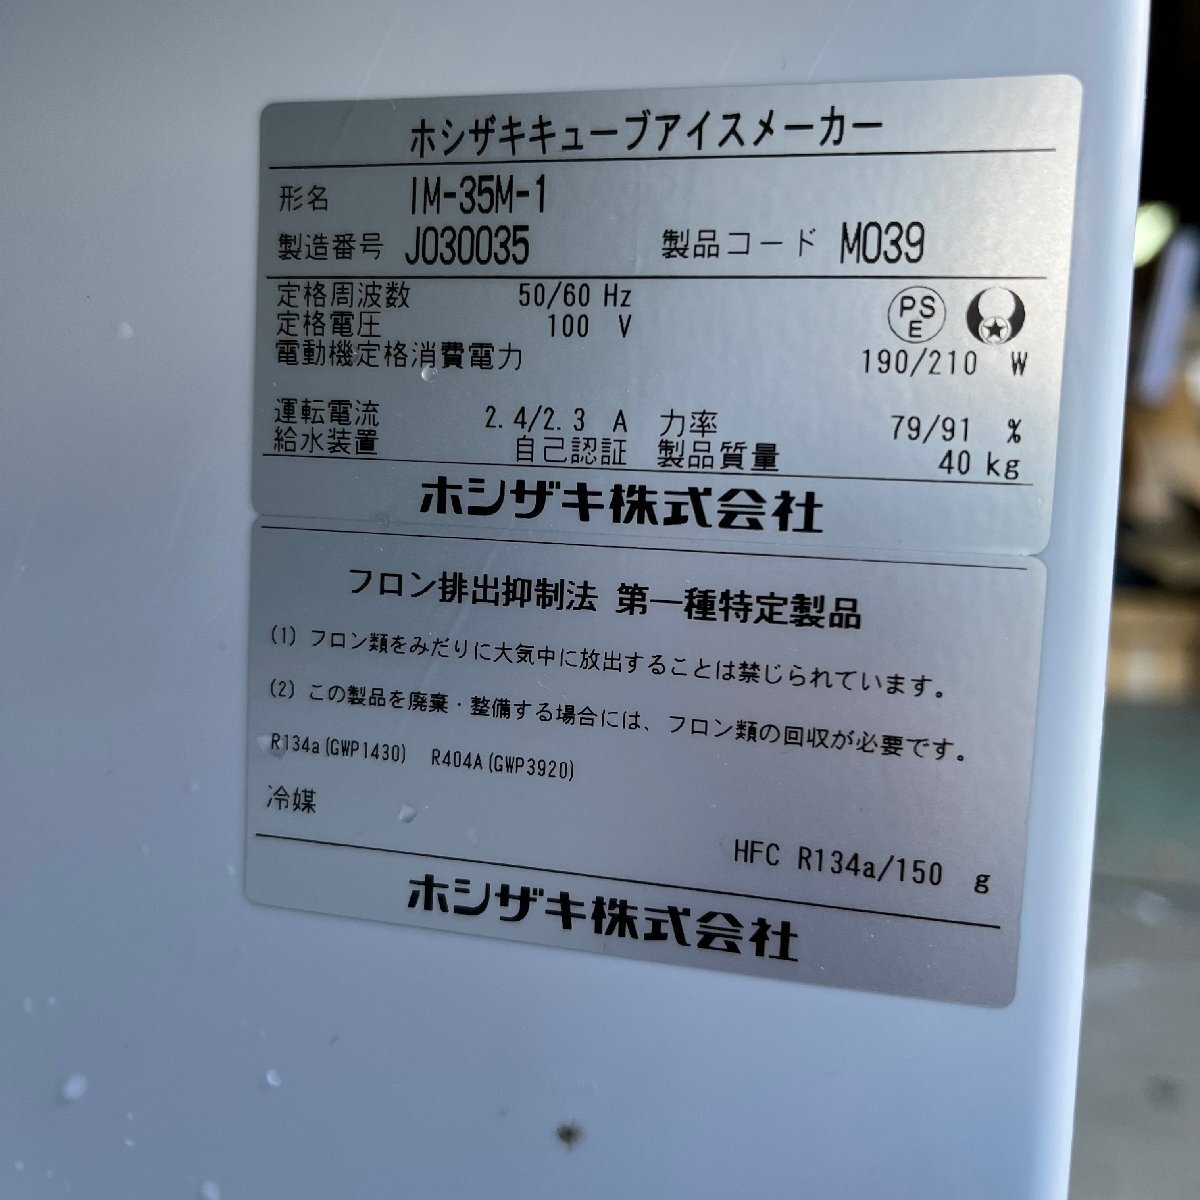 ホシザキキューブアイスメーカー
形名 IM-35M-1
製造番号 J030035 製品コード M039
定格周波数 50/60 Hz
定格電圧 100 V
PSE
電動機定格消費電力 190/210 W
運転電流 2.4/2.3 A 力率 79/91 %
給水装置 自己認証 製品質量 40 kg
ホシザキ株式会社
フロン排出抑制法 第一種特定製品
(1) フロン類をみだりに大気中に放出することは禁じられています。
(2) この製品を廃棄・整備する場合には、フロン類の回収が必要です。
R134a(GWP1430) R404A(GWP3920)
冷媒
HFC R134a/150 g
ホシザキ株式会社